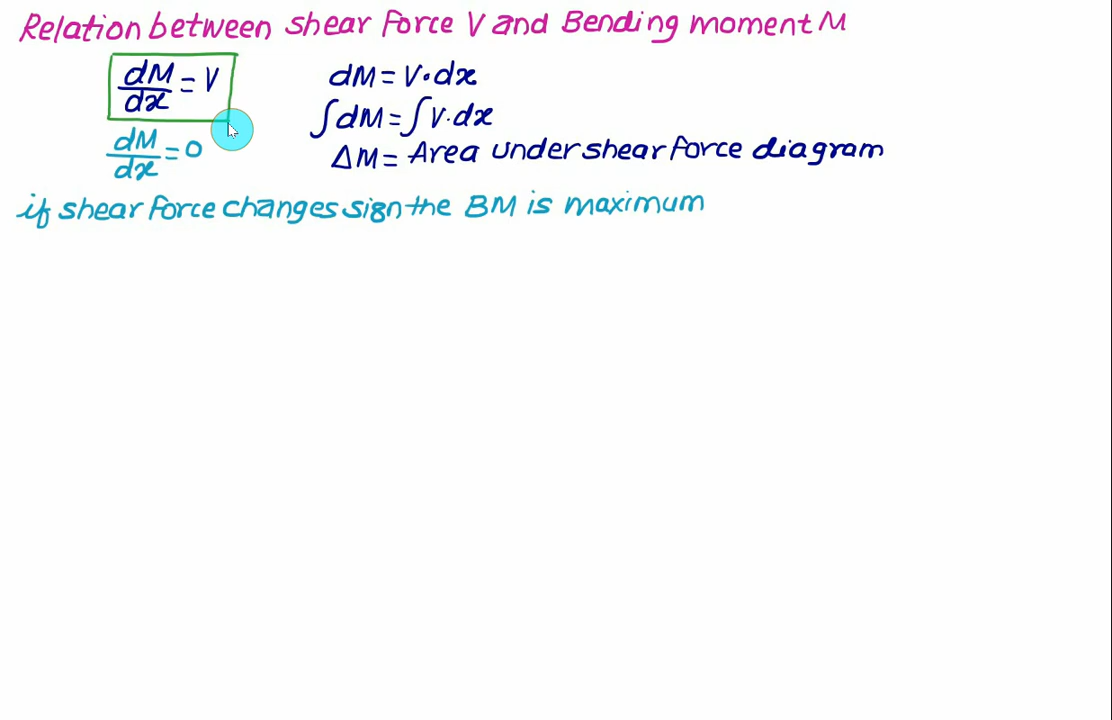 Relation between shear force V and Bending moment M
dM/dx = V
dM = V·dx
∫dM = ∫V·dx
dM/dx = 0
ΔM = Area under shear force diagram
if shear force changes sign the BM is maximum